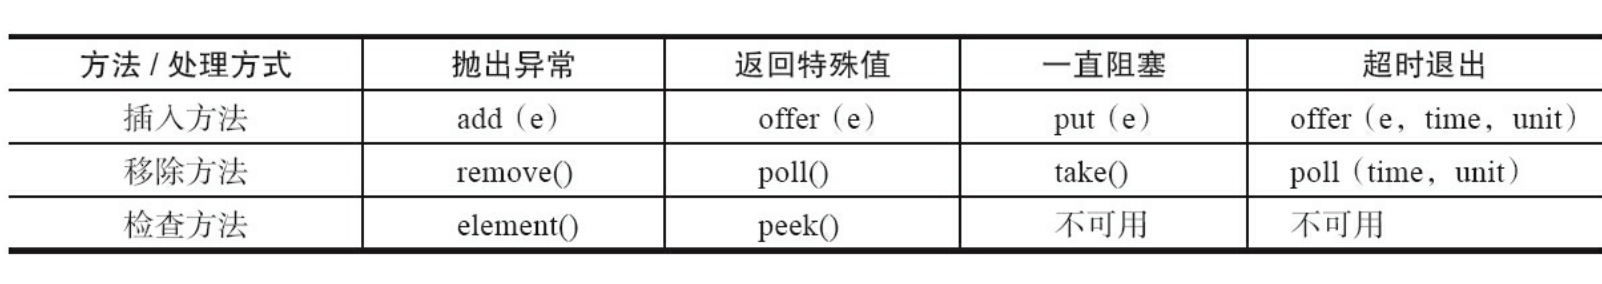 方法 / 处理方式 抛出异常 返回特殊值 一直阻塞 超时退出
插入方法 add（e） offer（e） put（e） offer（e，time，unit）
移除方法 remove() poll() take() poll（time，unit）
检查方法 element() peek() 不可用 不可用